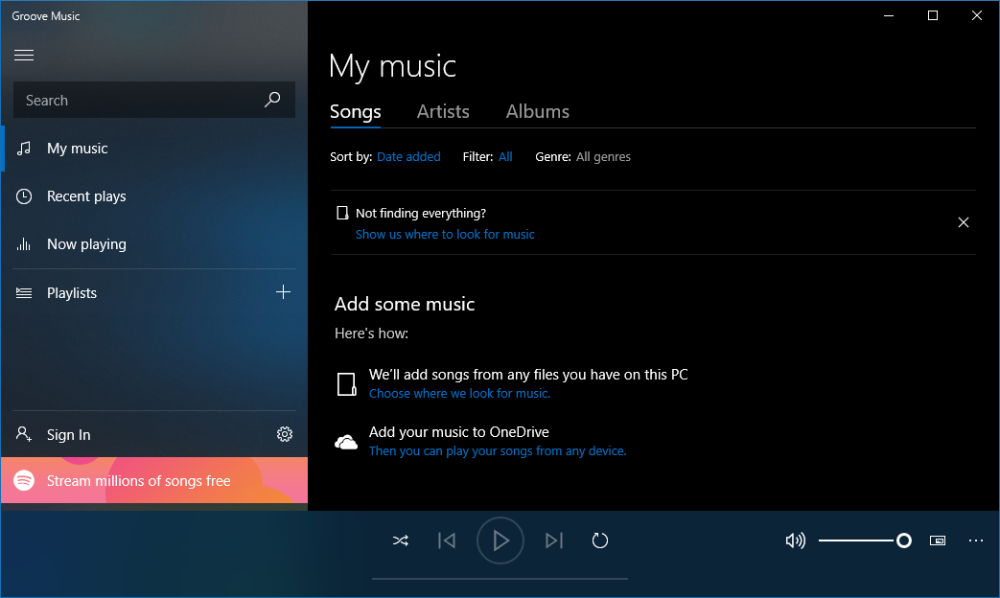 Groove Music
Search
My music
Recent plays
Now playing
Playlists
Sign In
Stream millions of songs free
My music
Songs Artists Albums
Sort by: Date added Filter: All Genre: All genres
Not finding everything?
Show us where to look for music
Add some music
Here's how:
We'll add songs from any files you have on this PC
Choose where we look for music.
Add your music to OneDrive
Then you can play your songs from any device.